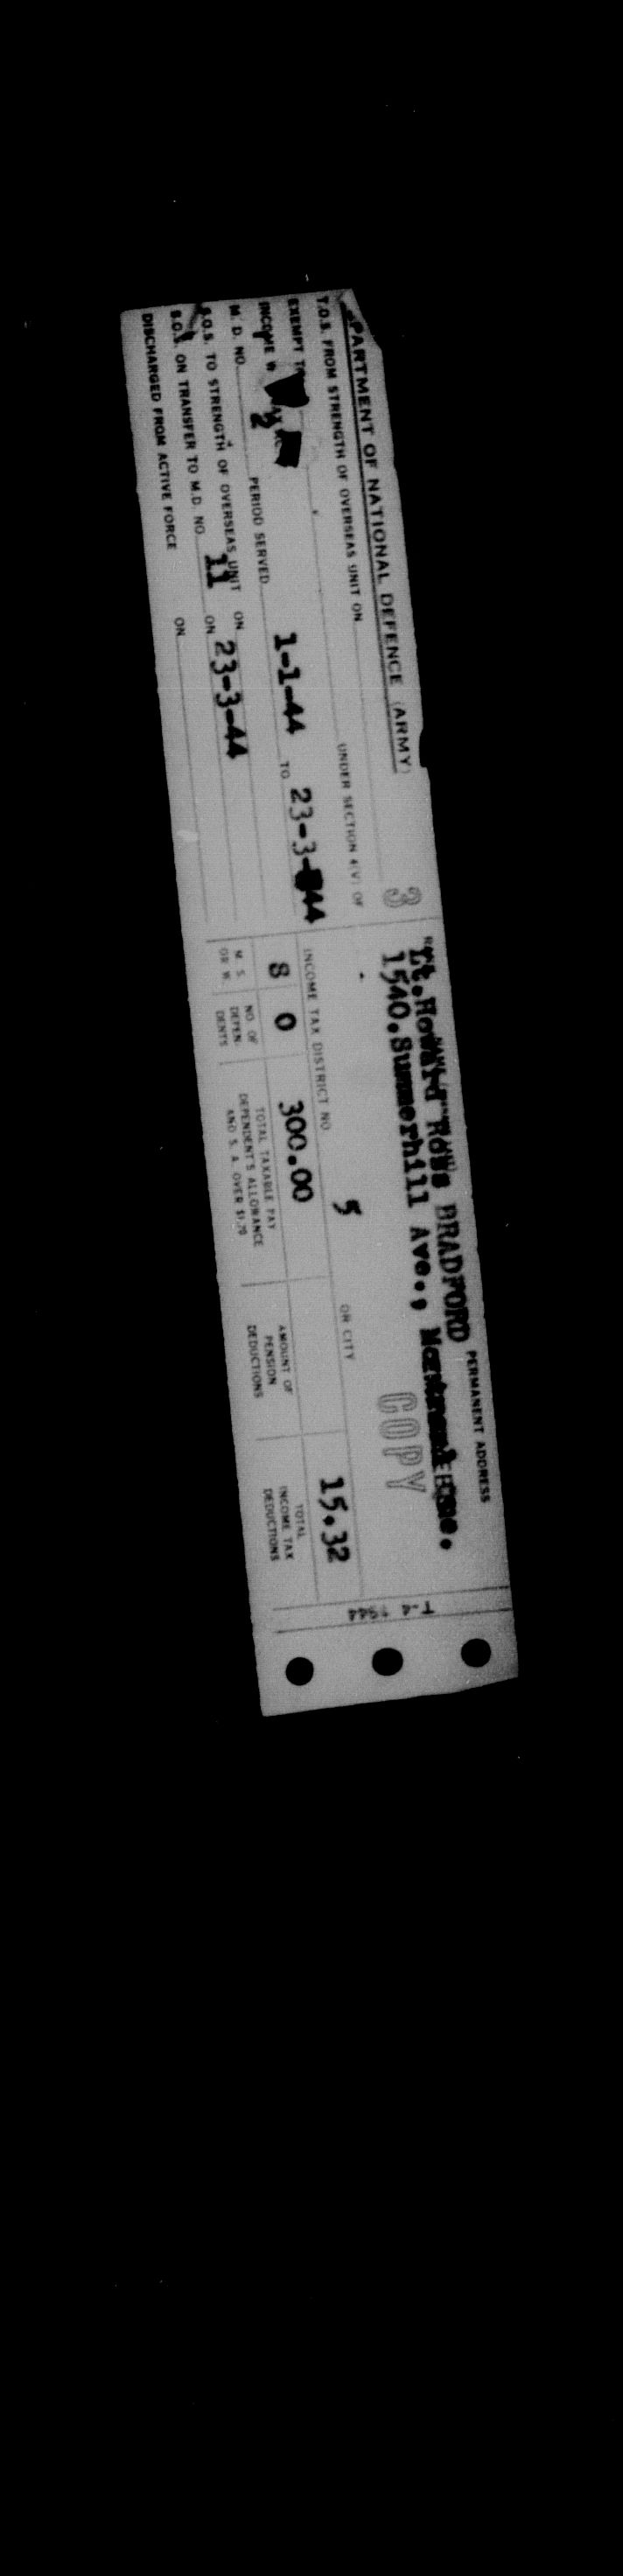 PARTMENT OF NATIONAL DEFENCE (ARMY)
3
T.O.S. FROM STRENGTH OF OVERSEAS UNIT ON
EXEMPT UNDER SECTION 4(V) OF
INCOME
M. D. NO. 2 PERIOD SERVED 1-1-44 TO 23-3-44
S.O.S. TO STRENGTH OF OVERSEAS UNIT ON
S.O.S. ON TRANSFER TO M.D. NO. 11 ON 23-3-44
DISCHARGED FROM ACTIVE FORCE ON
PERMANENT ADDRESS
Lt.Howard Ross BRADFORD
1540.Summerhill Ave.,
COPY
INCOME TAX DISTRICT NO. 5 OR CITY
8 0 300.00 15.32
M. S. OR W.
NO. OF DEPENDENTS
TOTAL TAXABLE PAY
DEPENDENT'S ALLOWANCE
AND S. A. OVER $1.70
AMOUNT OF
PENSION
DEDUCTIONS
TOTAL
INCOME TAX
DEDUCTIONS
T-4 1944